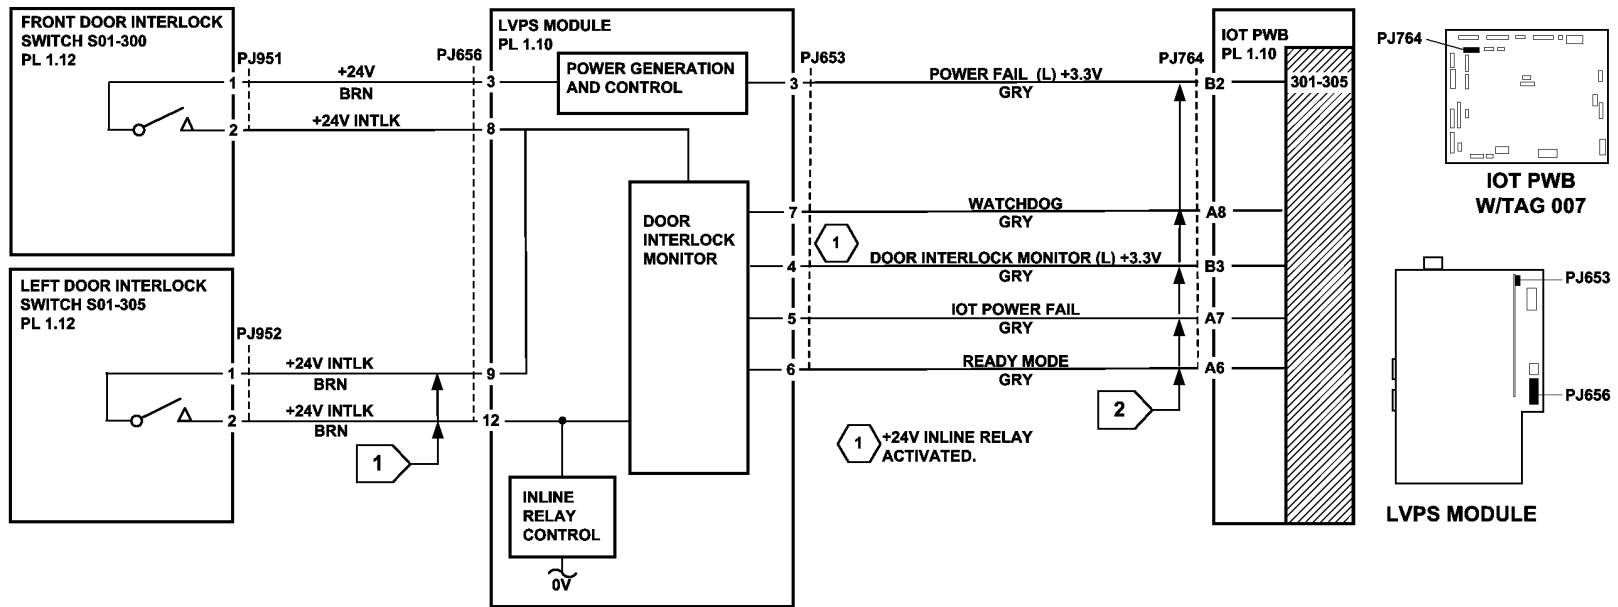 FRONT DOOR INTERLOCK
SWITCH S01-300
PL 1.12
PJ951
1
+24V
BRN
2
+24V INTLK
PJ656
3
8
LVPS MODULE
PL 1.10
POWER GENERATION
AND CONTROL
DOOR
INTERLOCK
MONITOR
LEFT DOOR INTERLOCK
SWITCH S01-305
PL 1.12
PJ952
1
+24V INTLK
BRN
9
2
+24V INTLK
BRN
12
1
INLINE
RELAY
CONTROL
0V
PJ653
3
POWER FAIL (L) +3.3V
GRY
PJ764
B2
7
WATCHDOG
GRY
A8
1
4
DOOR INTERLOCK MONITOR (L) +3.3V
GRY
B3
5
IOT POWER FAIL
GRY
A7
6
READY MODE
GRY
A6
2
1
+24V INLINE RELAY
ACTIVATED.
IOT PWB
PL 1.10
301-305
PJ764
IOT PWB
W/TAG 007
PJ653
PJ656
LVPS MODULE